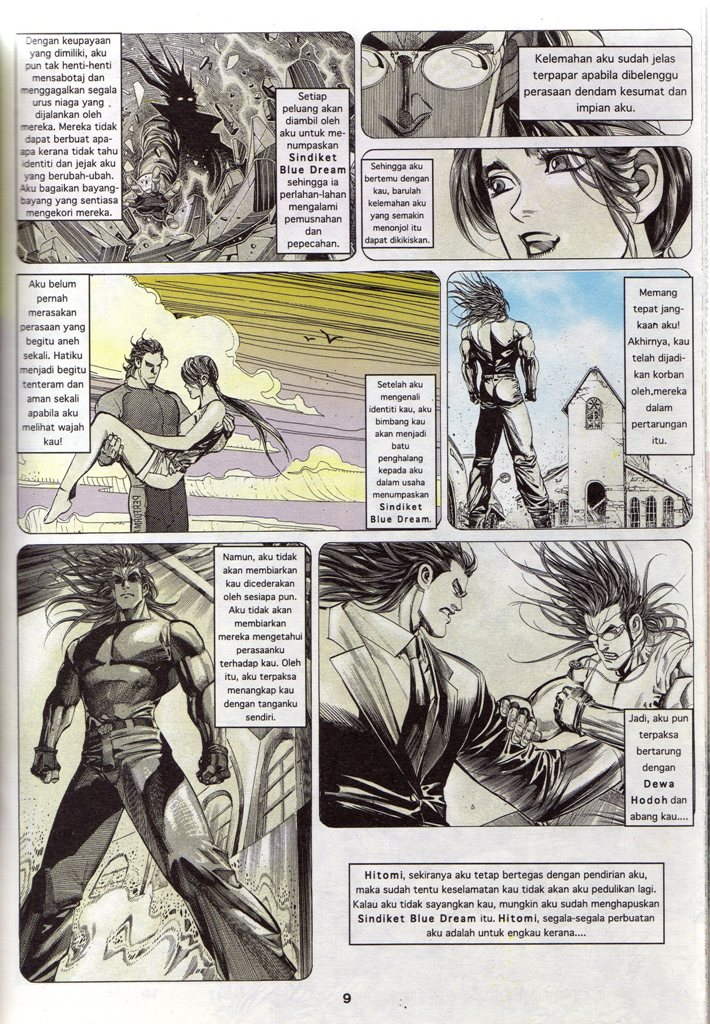 Dengan keupayaan
yang dimiliki, aku
pun tak henti-henti
mensabotaj dan
menggagalkan segala
urus niaga yang
dijalankan oleh
mereka. Mereka tidak
dapat berbuat apa-
apa kerana tidak tahu
identiti dan jejak aku
yang berubah-ubah.
Aku bagaikan bayang-
bayang yang sentiasa
mengekori mereka.
Setiap
peluang akan
diambil oleh
aku untuk me-
numpaskan
Sindiket
Blue Dream
sehingga ia
perlahan-lahan
mengalami
pemusnahan
dan
pepecahan.
Kelemahan aku sudah jelas
terpapar apabila dibelenggu
perasaan dendam kesumat dan
impian aku.
Sehingga aku
bertemu dengan
kau, barulah
kelemahan aku
yang semakin
menonjol itu
dapat dikikiskan.
Aku belum
pernah
merasakan
perasaan yang
begitu aneh
sekali. Hatiku
menjadi begitu
tenteram dan
aman sekali
apabila aku
melihat wajah
kau!
Setelah aku
mengenali
identiti kau, aku
bimbang kau
akan menjadi
batu
penghalang
kepada aku
dalam usaha
menumpaskan
Sindiket
Blue Dream.
Memang
tepat jang-
kaan aku!
Akhirnya, kau
telah dijadi-
kan korban
oleh,mereka
dalam
pertarungan
itu.
Namun, aku tidak
akan membiarkan
kau dicederakan
oleh sesiapa pun.
Aku tidak akan
membiarkan
mereka mengetahui
perasaanku
terhadap kau. Oleh
itu, aku terpaksa
menangkap kau
dengan tanganku
sendiri.
Jadi, aku pun
terpaksa
bertarung
dengan
Dewa
Hodoh dan
abang kau....
Hitomi, sekiranya aku tetap bertegas dengan pendirian aku,
maka sudah tentu keselamatan kau tidak akan aku pedulikan lagi.
Kalau aku tidak sayangkan kau, mungkin aku sudah menghapuskan
Sindiket Blue Dream itu. Hitomi, segala-segala perbuatan
aku adalah untuk engkau kerana....
9